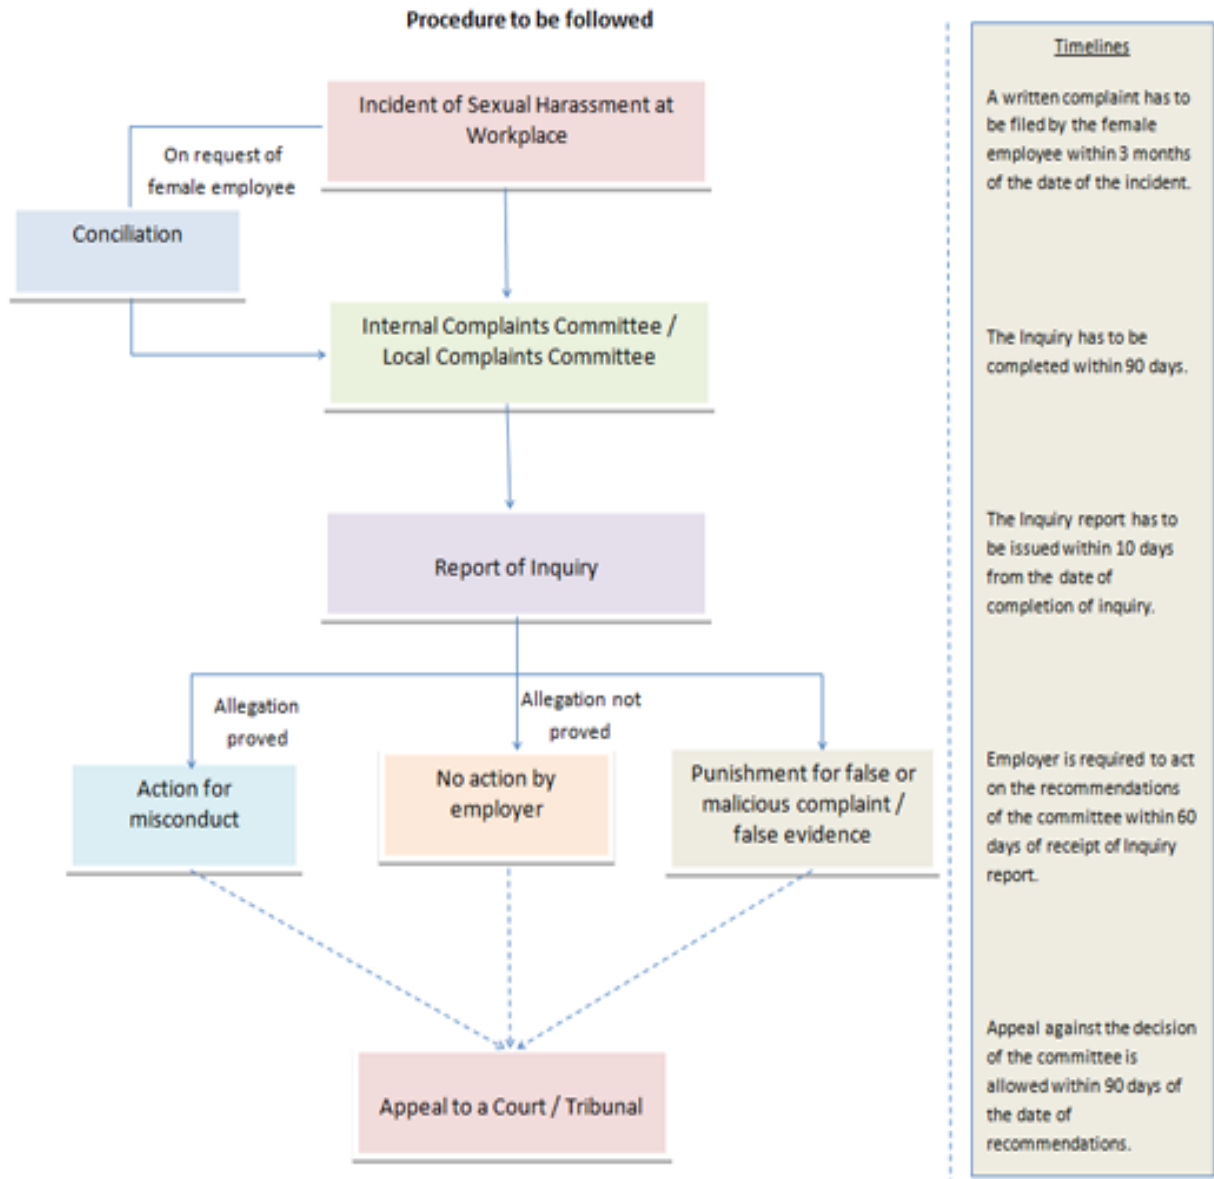 Procedure to be followed
Incident of Sexual Harassment at
Workplace
On request of
female employee
Conciliation
Internal Complaints Committee /
Local Complaints Committee
Report of Inquiry
Allegation
proved
Allegation not
proved
Action for
misconduct
No action by
employer
Punishment for false or
malicious complaint /
false evidence
Appeal to a Court / Tribunal
Timelines
A written complaint has to
be filed by the female
employee within 3 months
of the date of the incident.
The Inquiry has to be
completed within 90 days.
The Inquiry report has to
be issued within 10 days
from the date of
completion of inquiry.
Employer is required to act
on the recommendations
of the committee within 60
days of receipt of Inquiry
report.
Appeal against the decision
of the committee is
allowed within 90 days of
the date of
recommendations.